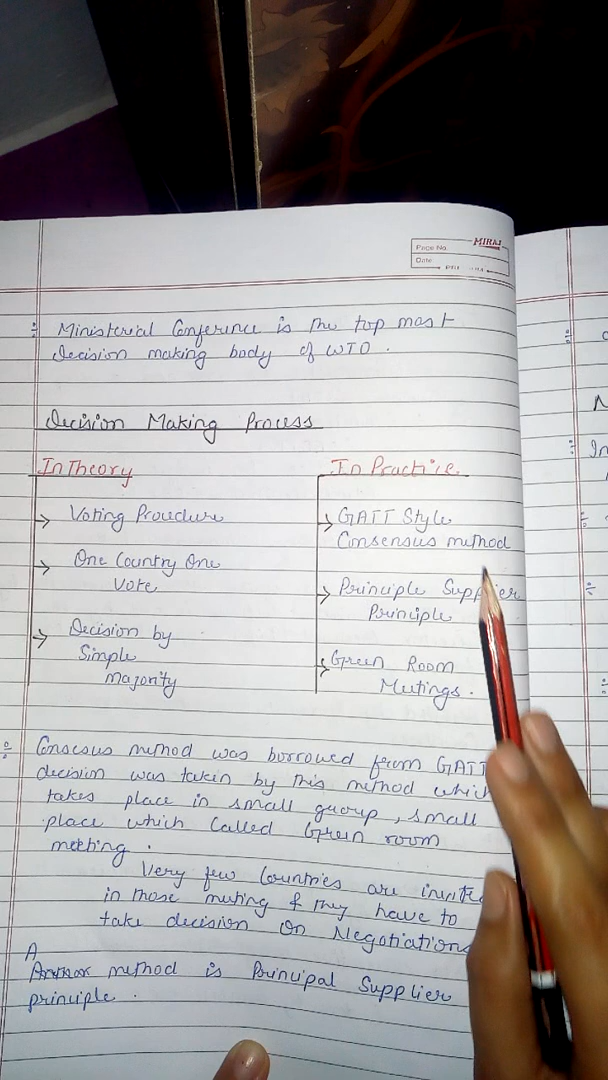 MIRAJ
Page No.
Date
÷ Ministerial Conference is the top most
decision making body of WTO.
Decision Making Process
In Theory
→ Voting Procedure
→ One Country One
Vote
→ Decision by
Simple
majority
In Practice
→ GATT Style
Consensus method
→ Principle Supplier
Principle
→ Green Room
Meetings.
÷ Conscsus method was borrowed from GATT
decision was taken by this method which
takes place in small group, small
place which called Green room
meeting.
Very few Countries are invite
in those meeting & they have to
take decision on Negotiations
A
method is Principal Supplier
principle.
In